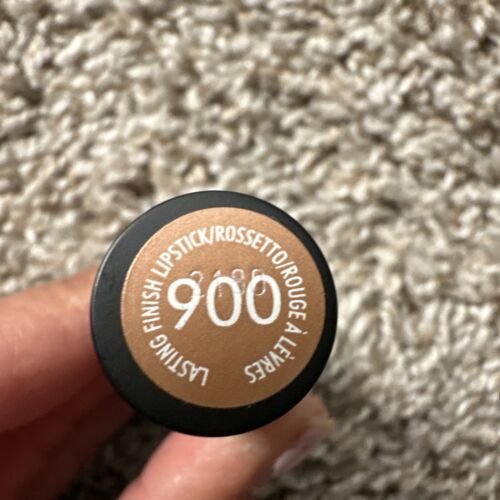 LASTING FINISH LIPSTICK/ROSSETTO/ROUGE À LÈVRES
900